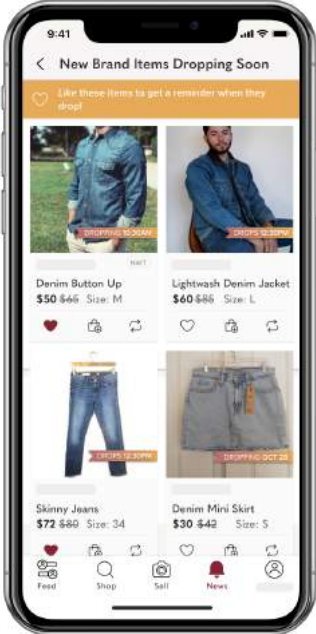 9:41
New Brand Items Dropping Soon
Like these items to get a reminder when they
drop!
DROPPING 10:30AM
DROPS 12:30PM
NWT
Denim Button Up
$50 $65 Size: M
Lightwash Denim Jacket
$60 $85 Size: L
DROPS 12:30PM
DROPPING OCT 25
Skinny Jeans
$72 $80 Size: 34
Denim Mini Skirt
$30 $42 Size: S
Feed
Shop
Sell
News